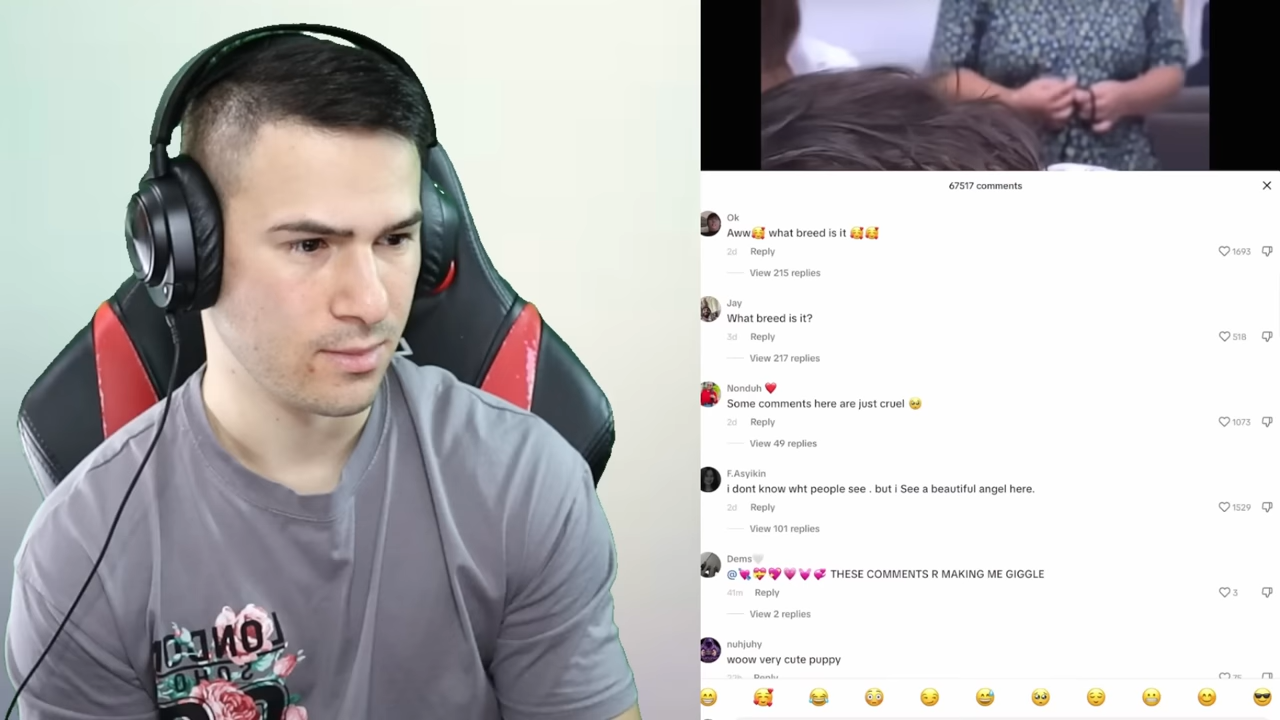 67517 comments
Ok
Aww🥰 what breed is it 🥰🥰
2d Reply 1693
View 215 replies
Jay
What breed is it?
3d Reply 518
View 217 replies
Nonduh ❤️
Some comments here are just cruel 🥹
2d Reply 1073
View 49 replies
F.Asyikin
i dont know wht people see . but i See a beautiful angel here.
2d Reply 1529
View 101 replies
Dems🤍
@💘💝💖💗💓💞 THESE COMMENTS R MAKING ME GIGGLE
41m Reply 3
View 2 replies
nuhjuhy
woow very cute puppy
Reply
LONDON
SOHO